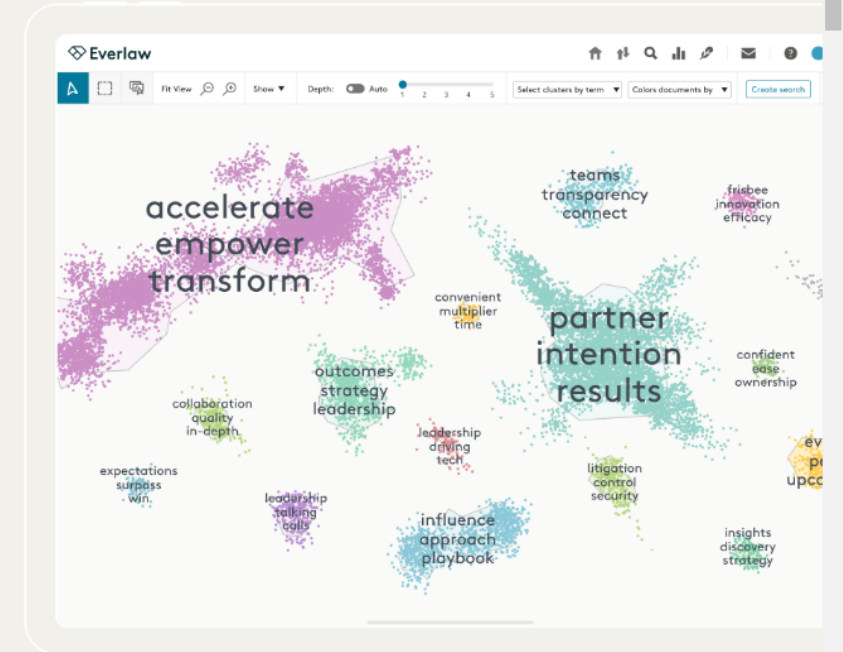 Everlaw
Fit View
Show ▼
Depth:
Auto
1 2 3 4 5
Select clusters by term ▼
Colors documents by ▼
Create search
accelerate
empower
transform
teams
transparency
connect
frisbee
innovation
efficacy
convenient
multiplier
time
partner
intention
results
outcomes
strategy
leadership
confident
ease
ownership
collaboration
quality
in-depth
leadership
driving
tech
expectations
surpass
win
leadership
talking
calls
litigation
control
security
influence
approach
playbook
insights
discovery
strategy